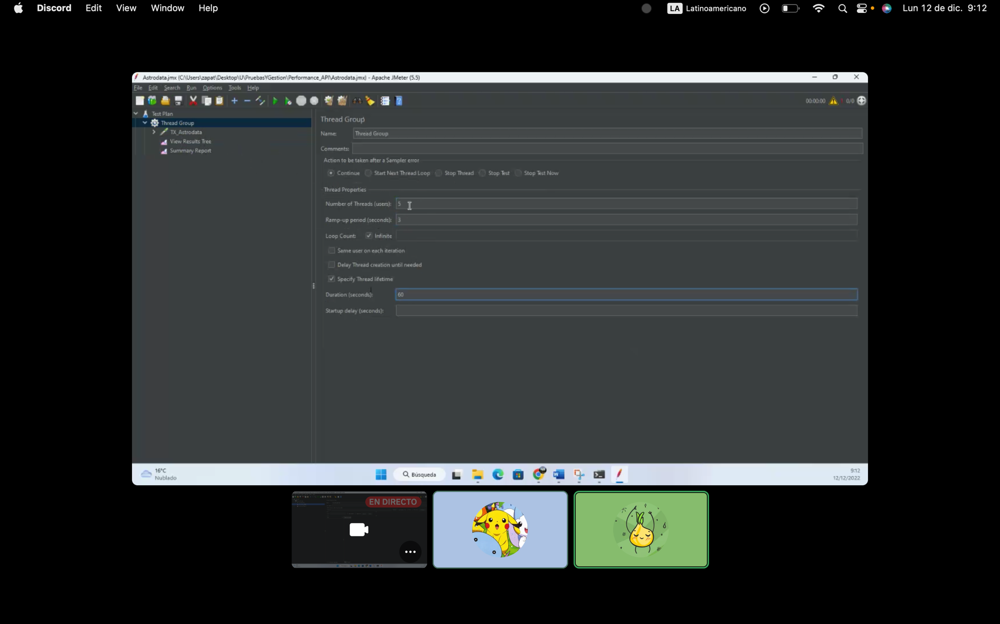 Discord Edit View Window Help LA Latinoamericano Lun 12 de dic. 9:12
Astrodata.jmx (C:\Users\zapat\Desktop\U\PruebasYGestion\Performance_API\Astrodata.jmx) - Apache JMeter (5.5)
File Edit Search Run Options Tools Help
00:00:00 1 0/0
Test Plan
Thread Group
TX_Astrodata
View Results Tree
Summary Report
Thread Group
Name: Thread Group
Comments:
Action to be taken after a Sampler error
Continue Start Next Thread Loop Stop Thread Stop Test Stop Test Now
Thread Properties
Number of Threads (users): 5
Ramp-up period (seconds): 3
Loop Count: Infinite
Same user on each iteration
Delay Thread creation until needed
Specify Thread lifetime
Duration (seconds): 60
Startup delay (seconds):
16°C
Nublado
Búsqueda
9:12
12/12/2022
EN DIRECTO